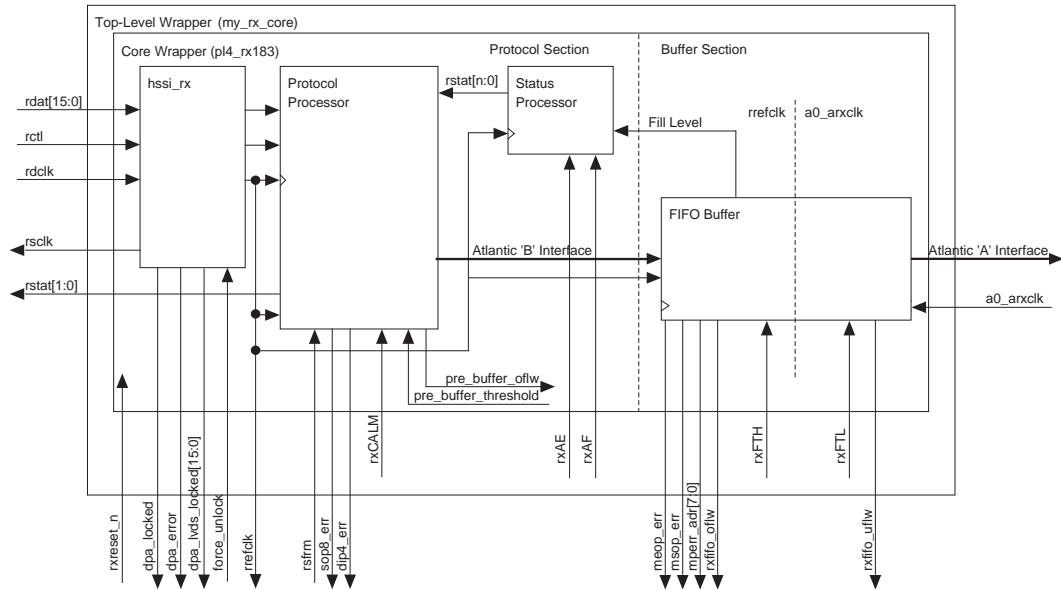 Top-Level Wrapper (my_rx_core)
Core Wrapper (pl4_rx183)
Protocol Section
Buffer Section
hssi_rx
Protocol
Processor
rstat[n:0]
Status
Processor
rdat[15:0]
rctl
rdclk
rsclk
rstat[1:0]
rrefclk
a0_arxclk
Fill Level
FIFO Buffer
Atlantic 'B' Interface
Atlantic 'A' Interface
a0_arxclk
pre_buffer_oflw
pre_buffer_threshold
rxCALM
rxAE
rxAF
rxFTH
rxFTL
rxreset_n
dpa_locked
dpa_error
dpa_lvds_locked[15:0]
force_unlock
rrefclk
rsfrm
sop8_err
dip4_err
meop_err
msop_err
mperr_adr[7:0]
rxfifo_oflw
rxfifo_uflw